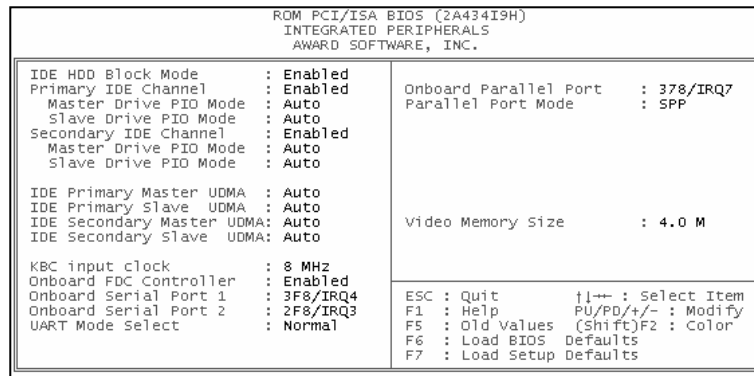 ROM PCI/ISA BIOS (2A434I9H)
INTEGRATED PERIPHERALS
AWARD SOFTWARE, INC.
IDE HDD Block Mode : Enabled
Primary IDE Channel : Enabled
Master Drive PIO Mode : Auto
Slave Drive PIO Mode : Auto
Secondary IDE Channel : Enabled
Master Drive PIO Mode : Auto
Slave Drive PIO Mode : Auto
IDE Primary Master UDMA : Auto
IDE Primary Slave UDMA : Auto
IDE Secondary Master UDMA: Auto
IDE Secondary Slave UDMA: Auto
KBC input clock : 8 MHz
Onboard FDC Controller : Enabled
Onboard Serial Port 1 : 3F8/IRQ4
Onboard Serial Port 2 : 2F8/IRQ3
UART Mode Select : Normal
Onboard Parallel Port : 378/IRQ7
Parallel Port Mode : SPP
Video Memory Size : 4.0 M
ESC : Quit ↑↓→← : Select Item
F1 : Help PU/PD/+/- : Modify
F5 : Old Values (Shift)F2 : Color
F6 : Load BIOS Defaults
F7 : Load Setup Defaults